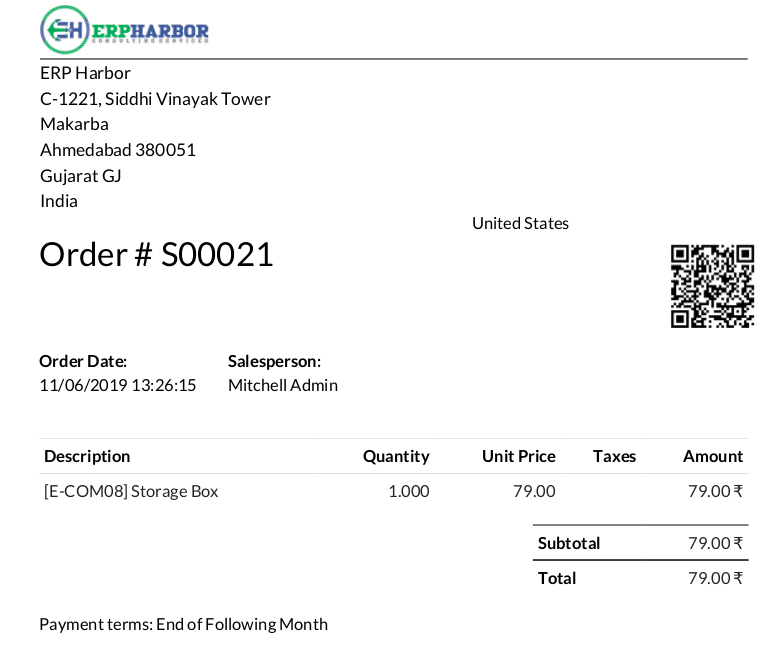 ERPHARBOR
CONSULTING SERVICES
ERP Harbor
C-1221, Siddhi Vinayak Tower
Makarba
Ahmedabad 380051
Gujarat GJ
India
United States
Order # S00021
Order Date: Salesperson:
11/06/2019 13:26:15 Mitchell Admin
Description Quantity Unit Price Taxes Amount
[E-COM08] Storage Box 1.000 79.00 79.00 ₹
Subtotal 79.00 ₹
Total 79.00 ₹
Payment terms: End of Following Month